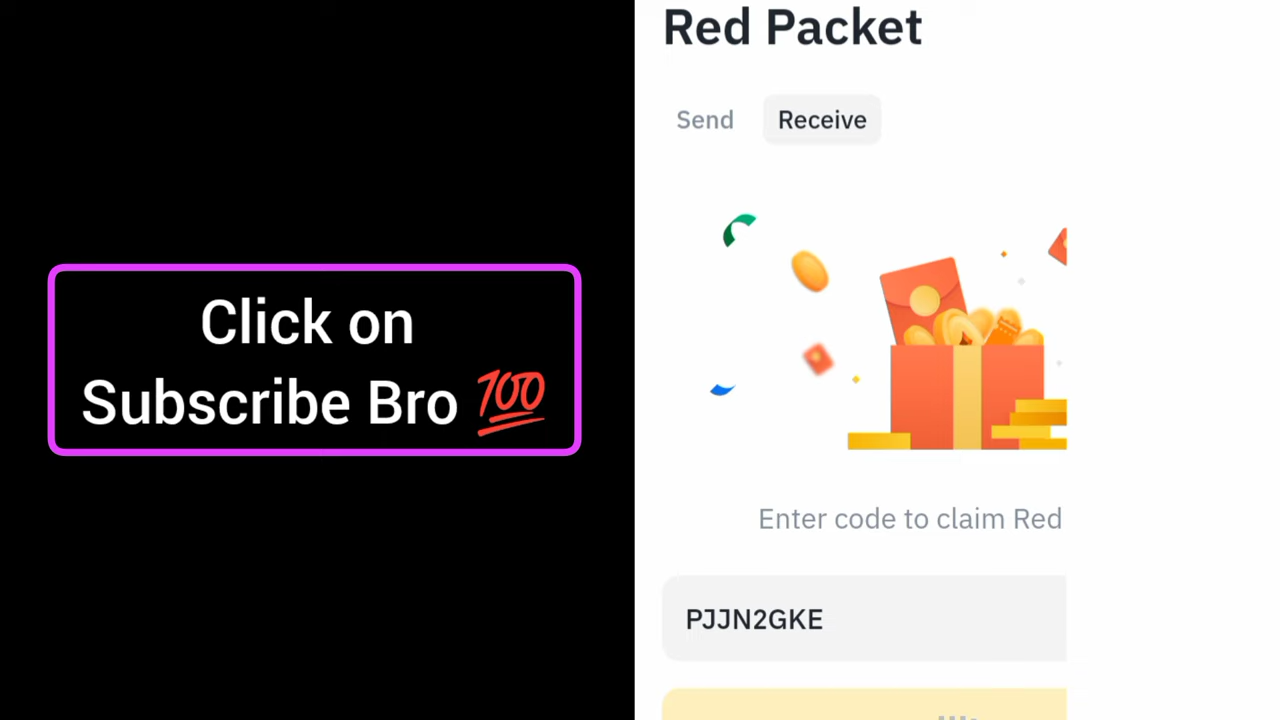 Click on
Subscribe Bro 💯
Red Packet
Send
Receive
Enter code to claim Red
PJJN2GKE